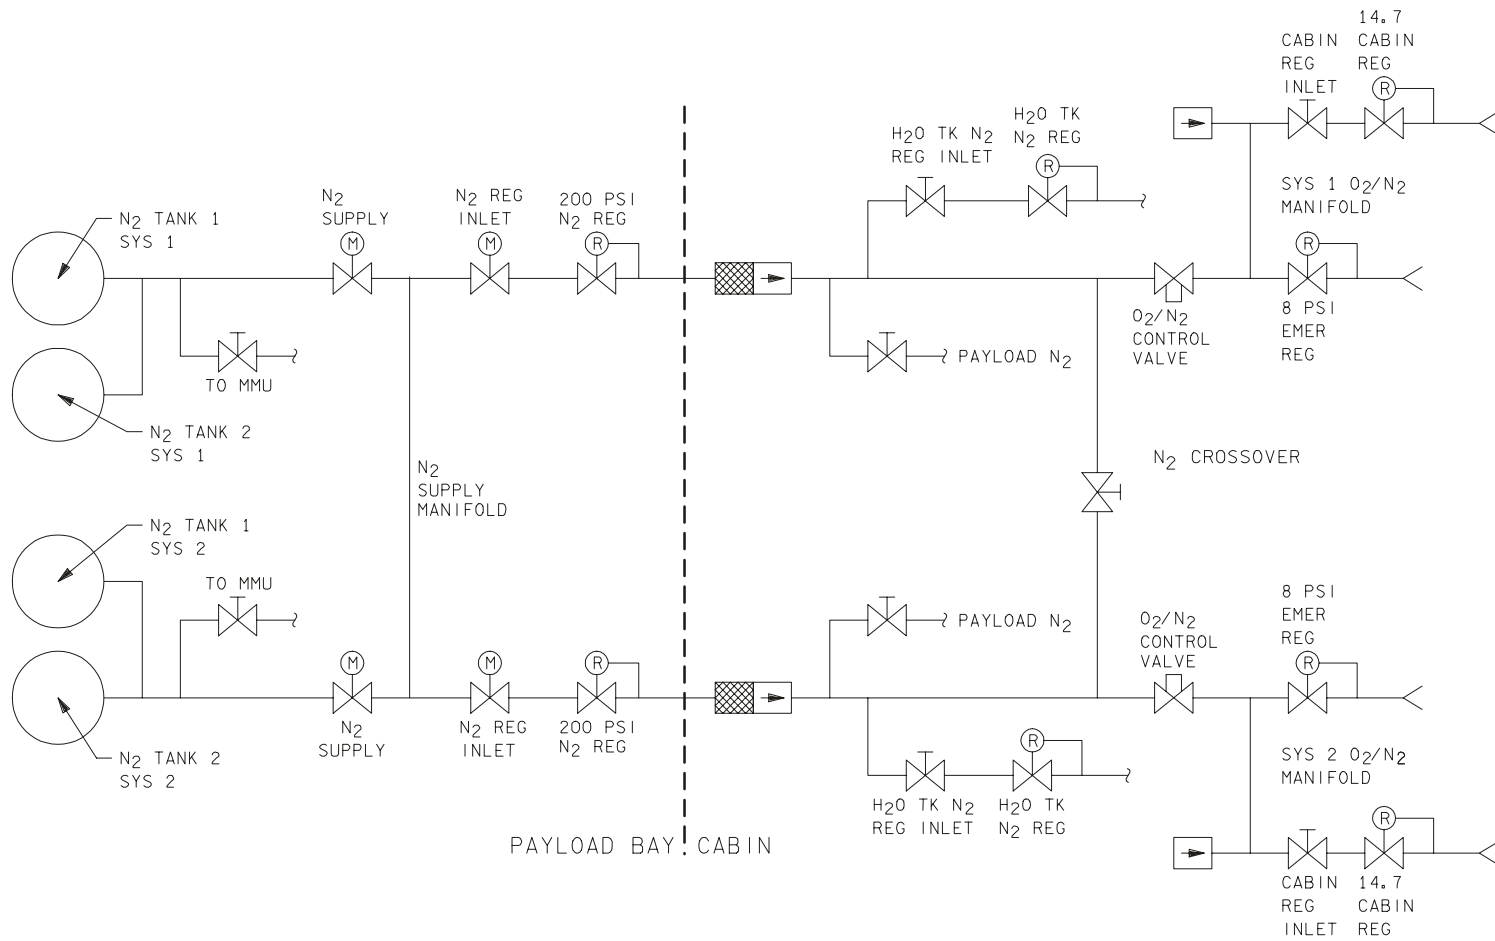 14.7
CABIN
REG
CABIN
REG
INLET
R
H2O TK N2
REG INLET
H2O TK
N2 REG
R
SYS 1 O2/N2
MANIFOLD
N2 TANK 1
SYS 1
N2
SUPPLY
M
N2 REG
INLET
M
200 PSI
N2 REG
R
R
8 PSI
EMER
REG
O2/N2
CONTROL
VALVE
TO MMU
PAYLOAD N2
N2 TANK 2
SYS 1
N2
SUPPLY
MANIFOLD
N2 CROSSOVER
N2 TANK 1
SYS 2
TO MMU
PAYLOAD N2
O2/N2
CONTROL
VALVE
8 PSI
EMER
REG
R
M
M
R
N2
SUPPLY
N2 REG
INLET
200 PSI
N2 REG
N2 TANK 2
SYS 2
R
SYS 2 O2/N2
MANIFOLD
H2O TK N2
REG INLET
H2O TK
N2 REG
PAYLOAD BAY
CABIN
R
CABIN
REG
INLET
14.7
CABIN
REG